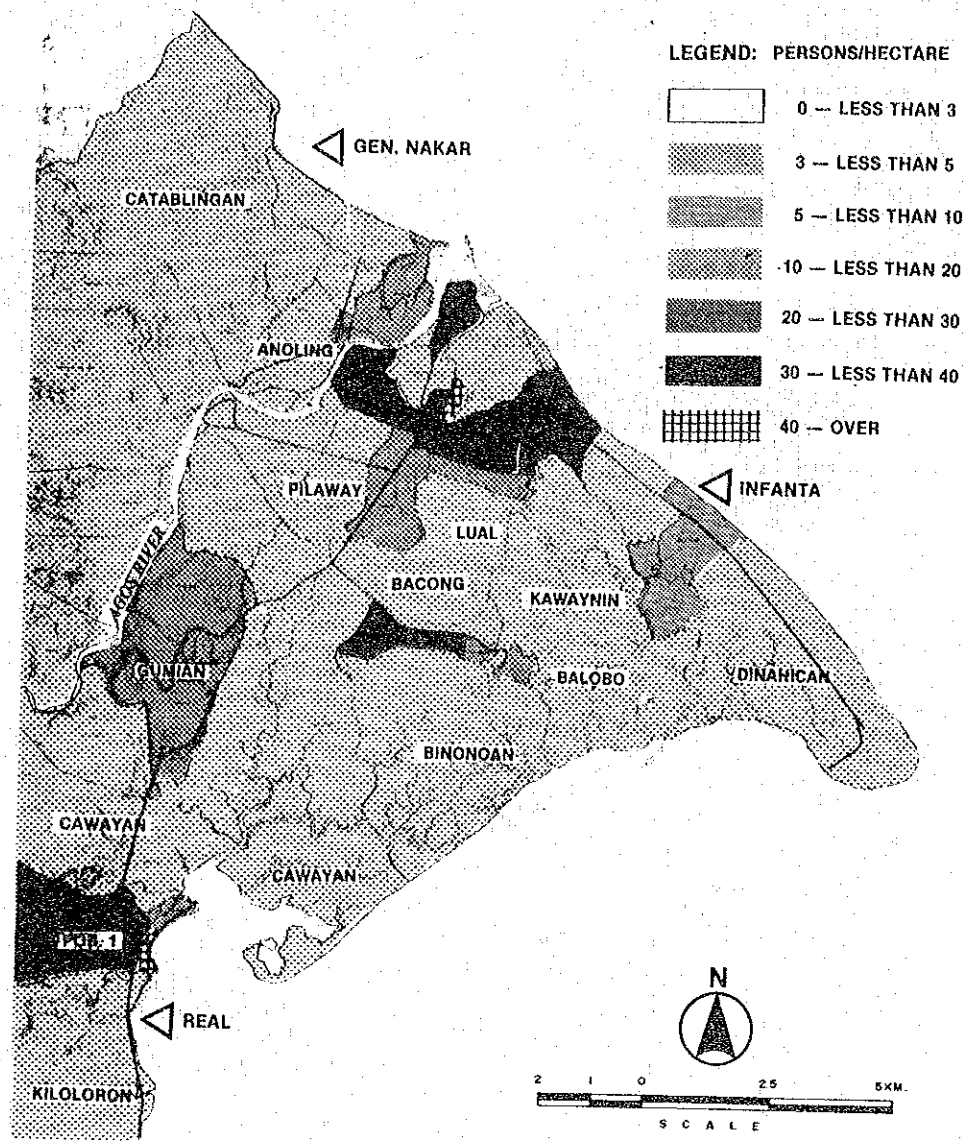 LEGEND: PERSONS/HECTARE
0 — LESS THAN 3
3 — LESS THAN 5
5 — LESS THAN 10
10 — LESS THAN 20
20 — LESS THAN 30
30 — LESS THAN 40
40 — OVER
GEN. NAKAR
CATABLINGAN
ANOLING
PILAWAY
INFANTA
LUAL
AGOS RIVER
BACONG
KAWAYNIN
GUNIAN
BALOBO
DINAHICAN
BINONOAN
CAWAYAN
CAWAYAN
POB. 1
N
REAL
KILOLORON
2 1 0 2.5 5KM.
SCALE